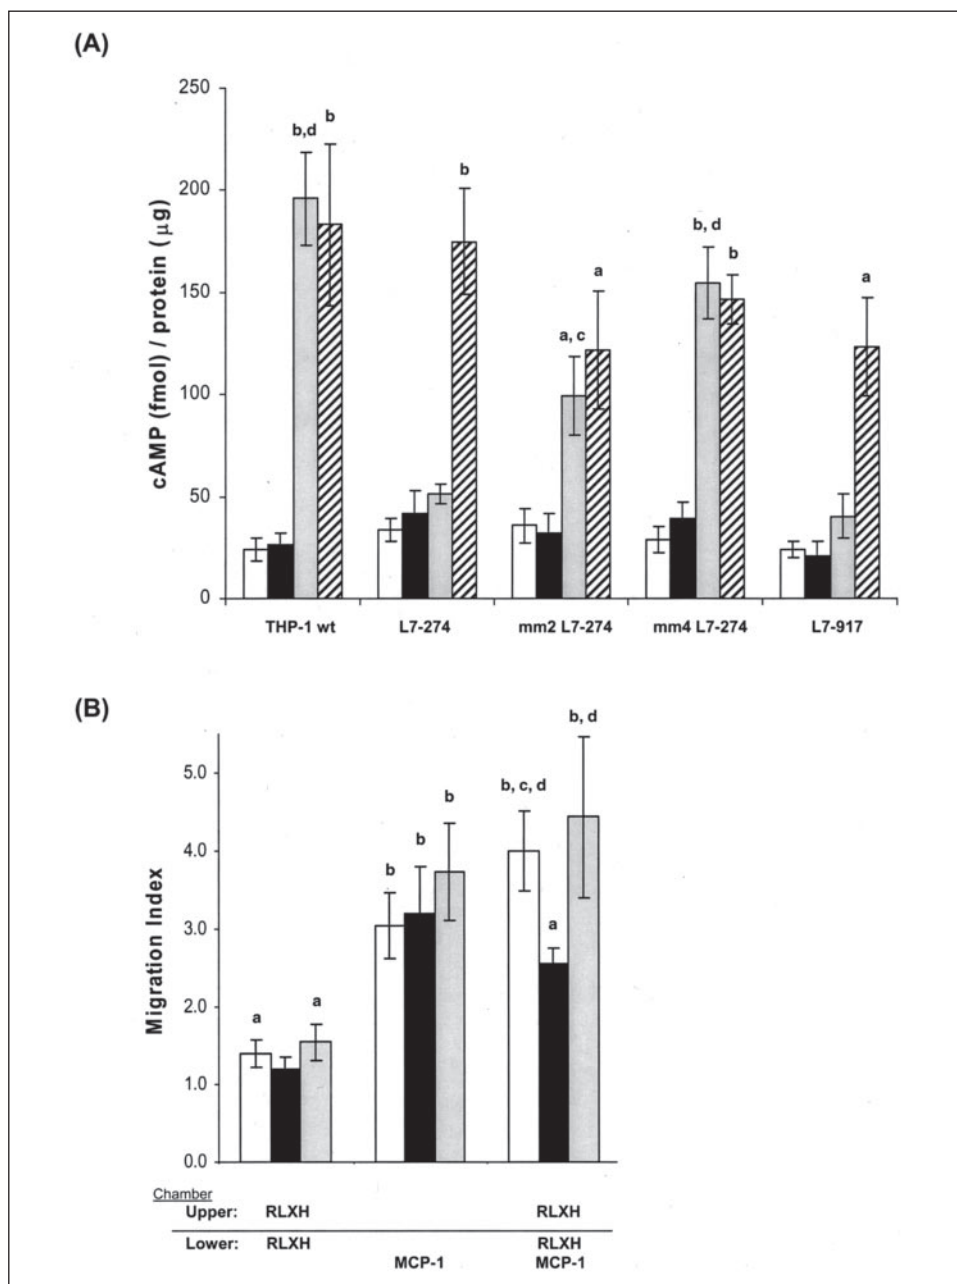 (A)
250
200
150
100
50
0
cAMP (fmol) / protein (μg)
b,d
b
b
a, c
a
b, d
b
a
THP-1 wt
L7-274
mm2 L7-274
mm4 L7-274
L7-917
(B)
5.0
4.0
3.0
2.0
1.0
0.0
Migration Index
a
a
b
b
b
b, c, d
a
b, d
Chamber
Upper: RLXH RLXH
Lower: RLXH RLXH
MCP-1 MCP-1